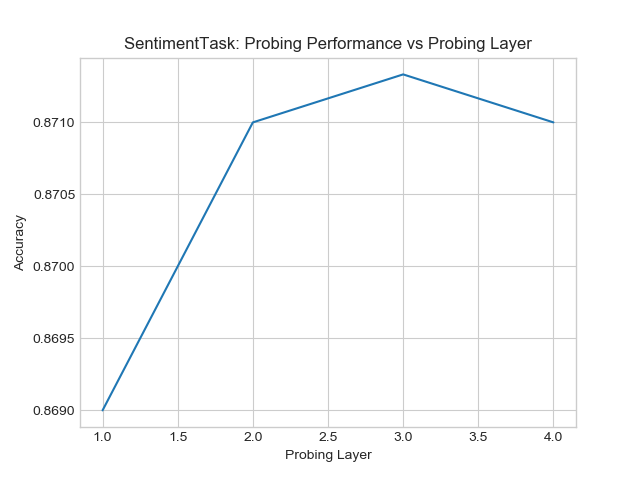 SentimentTask: Probing Performance vs Probing Layer
0.8710
0.8705
0.8700
0.8695
0.8690
Accuracy
1.0 1.5 2.0 2.5 3.0 3.5 4.0
Probing Layer